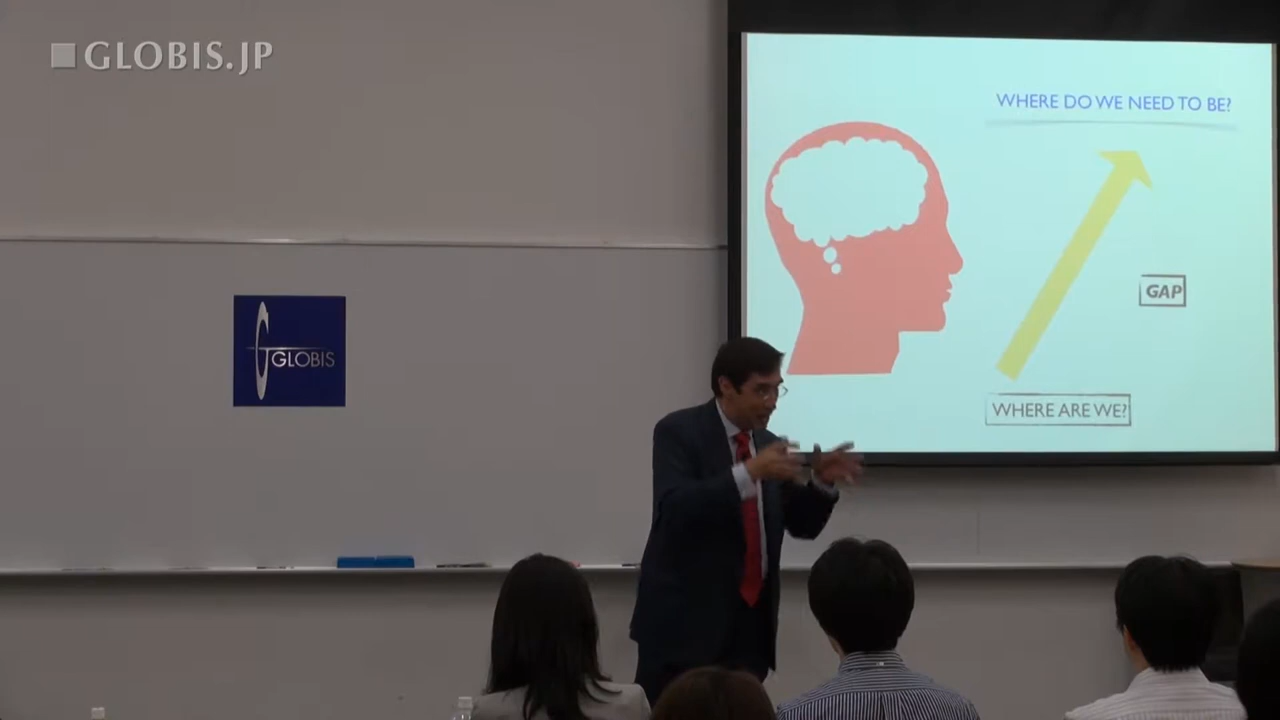 GLOBIS.JP
WHERE DO WE NEED TO BE?
GAP
GLOBIS
WHERE ARE WE?